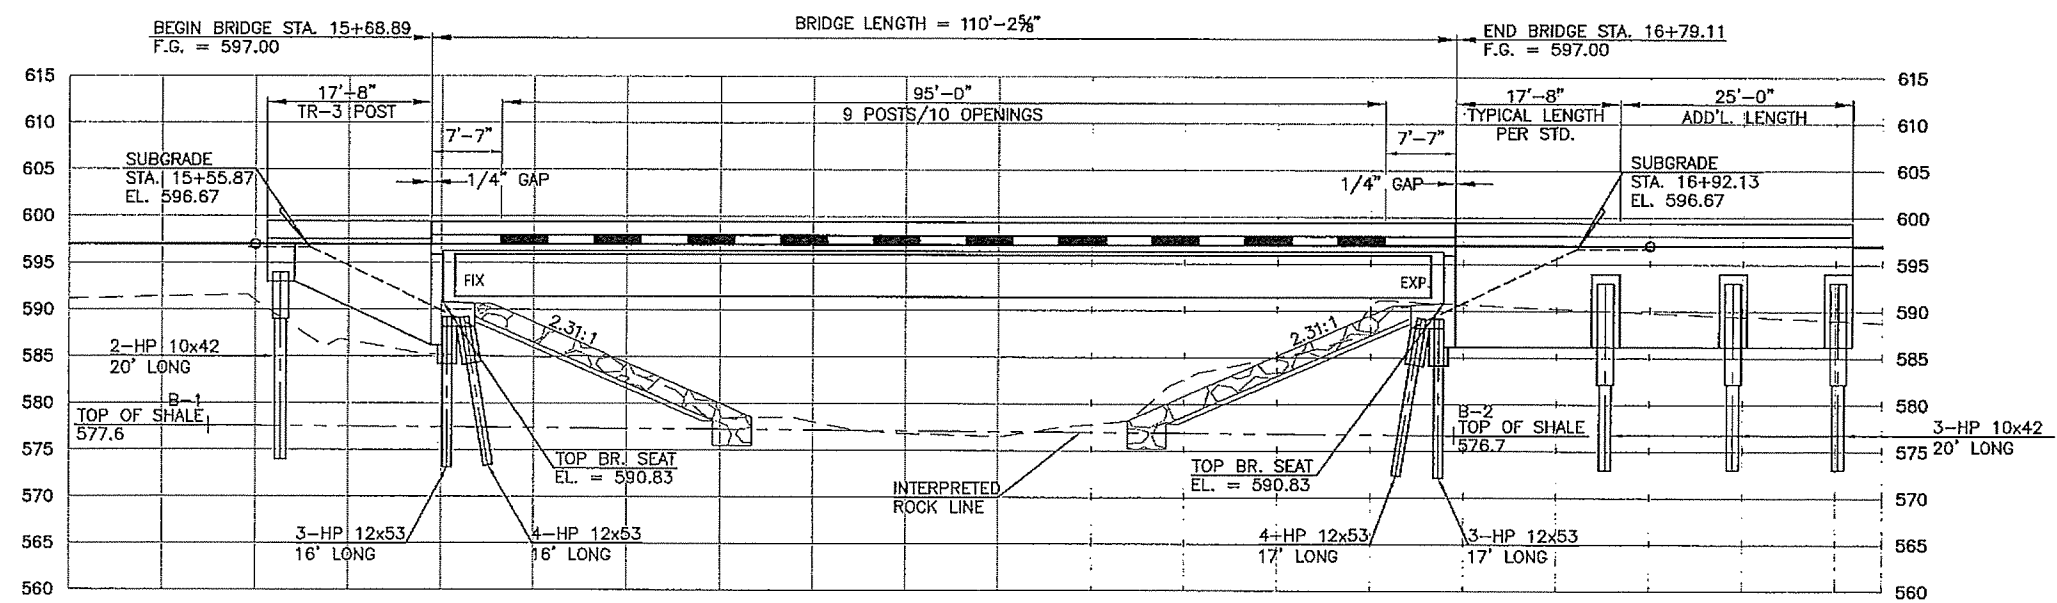 BEGIN BRIDGE STA. 15+68.89
F.G. = 597.00
BRIDGE LENGTH = 110'-2⅝"
END BRIDGE STA. 16+79.11
F.G. = 597.00
615
610
605
600
595
590
585
580
575
570
565
560
615
610
605
600
595
590
585
580
575
570
565
560
17'-8"
TR-3 POST
7'-7"
95'-0"
9 POSTS/10 OPENINGS
7'-7"
17'-8"
TYPICAL LENGTH
PER STD.
25'-0"
ADD'L. LENGTH
SUBGRADE
STA. 15+55.87
EL. 596.67
1/4" GAP
1/4" GAP
SUBGRADE
STA. 16+92.13
EL. 596.67
FIX
EXP.
2.31:1
2.31:1
2-HP 10x42
20' LONG
B-1
TOP OF SHALE
577.6
B-2
TOP OF SHALE
576.7
3-HP 10x42
20' LONG
TOP BR. SEAT
EL. = 590.83
TOP BR. SEAT
EL. = 590.83
INTERPRETED
ROCK LINE
3-HP 12x53
16' LONG
4-HP 12x53
16' LONG
4-HP 12x53
17' LONG
3-HP 12x53
17' LONG